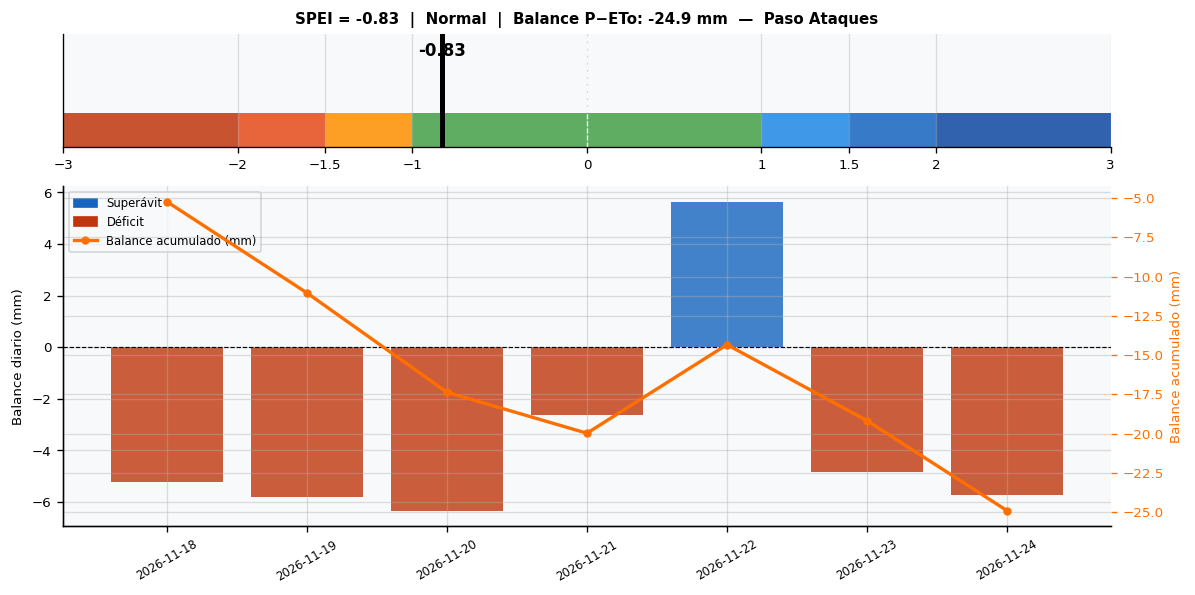 SPEI = -0.83 | Normal | Balance P−ETo: -24.9 mm — Paso Ataques
-0.83
−3 −2 −1.5 −1 0 1 1.5 2 3
Superávit
Déficit
Balance acumulado (mm)
Balance diario (mm)
6
4
2
0
−2
−4
−6
−5.0
−7.5
−10.0
−12.5
−15.0
−17.5
−20.0
−22.5
−25.0
Balance acumulado (mm)
2026-11-18 2026-11-19 2026-11-20 2026-11-21 2026-11-22 2026-11-23 2026-11-24